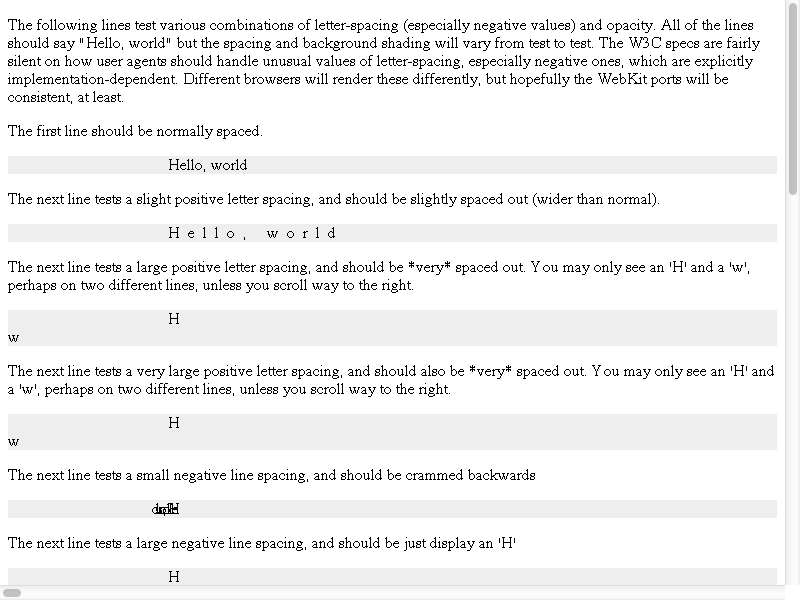 The following lines test various combinations of letter-spacing (especially negative values) and opacity. All of the lines
should say "Hello, world" but the spacing and background shading will vary from test to test. The W3C specs are fairly
silent on how user agents should handle unusual values of letter-spacing, especially negative ones, which are explicitly
implementation-dependent. Different browsers will render these differently, but hopefully the WebKit ports will be
consistent, at least.
The first line should be normally spaced.
Hello, world
The next line tests a slight positive letter spacing, and should be slightly spaced out (wider than normal).
H e l l o ,  w o r l d
The next line tests a large positive letter spacing, and should be *very* spaced out. You may only see an 'H' and a 'w',
perhaps on two different lines, unless you scroll way to the right.
H
w
The next line tests a very large positive letter spacing, and should also be *very* spaced out. You may only see an 'H' and
a 'w', perhaps on two different lines, unless you scroll way to the right.
H
w
The next line tests a small negative line spacing, and should be crammed backwards
The next line tests a large negative line spacing, and should be just display an 'H'
H